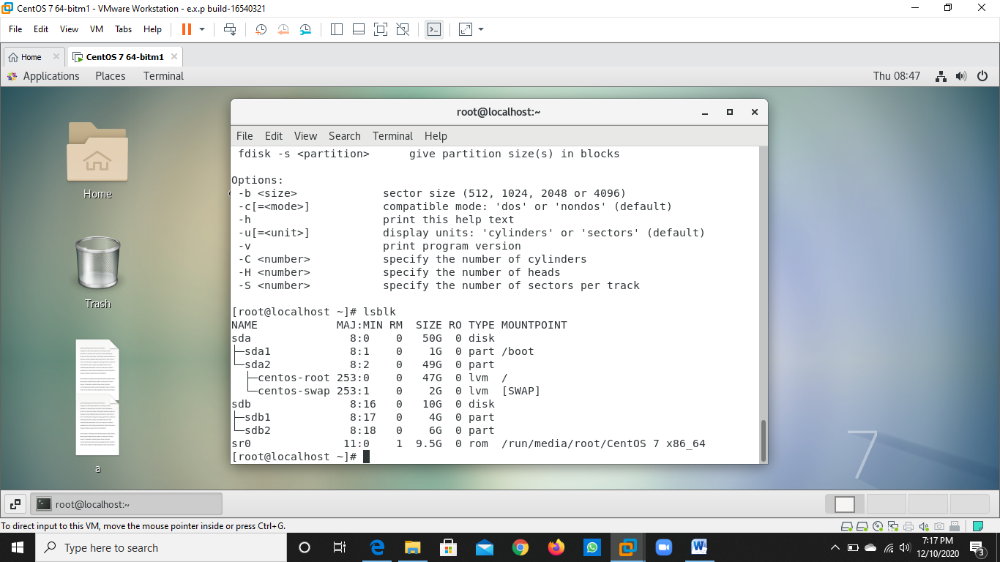 CentOS 7 64-bitm1 - VMware Workstation - e.x.p build-16540321
File Edit View VM Tabs Help
Home
CentOS 7 64-bitm1
Applications Places Terminal
Thu 08:47
root@localhost:~
File Edit View Search Terminal Help
fdisk -s <partition>      give partition size(s) in blocks
Options:
-b <size>             sector size (512, 1024, 2048 or 4096)
-c[=<mode>]           compatible mode: 'dos' or 'nondos' (default)
-h                    print this help text
-u[=<unit>]           display units: 'cylinders' or 'sectors' (default)
-v                    print program version
-C <number>           specify the number of cylinders
-H <number>           specify the number of heads
-S <number>           specify the number of sectors per track
[root@localhost ~]# lsblk
NAME            MAJ:MIN RM  SIZE RO TYPE MOUNTPOINT
sda               8:0    0   50G  0 disk
├─sda1            8:1    0    1G  0 part /boot
└─sda2            8:2    0   49G  0 part
  ├─centos-root 253:0    0   47G  0 lvm  /
  └─centos-swap 253:1    0    2G  0 lvm  [SWAP]
sdb               8:16   0   10G  0 disk
├─sdb1            8:17   0    4G  0 part
└─sdb2            8:18   0    6G  0 part
sr0              11:0    1  9.5G  0 rom  /run/media/root/CentOS 7 x86_64
[root@localhost ~]#
Home
Trash
a
7
root@localhost:~
To direct input to this VM, move the mouse pointer inside or press Ctrl+G.
Type here to search
7:17 PM
12/10/2020
3